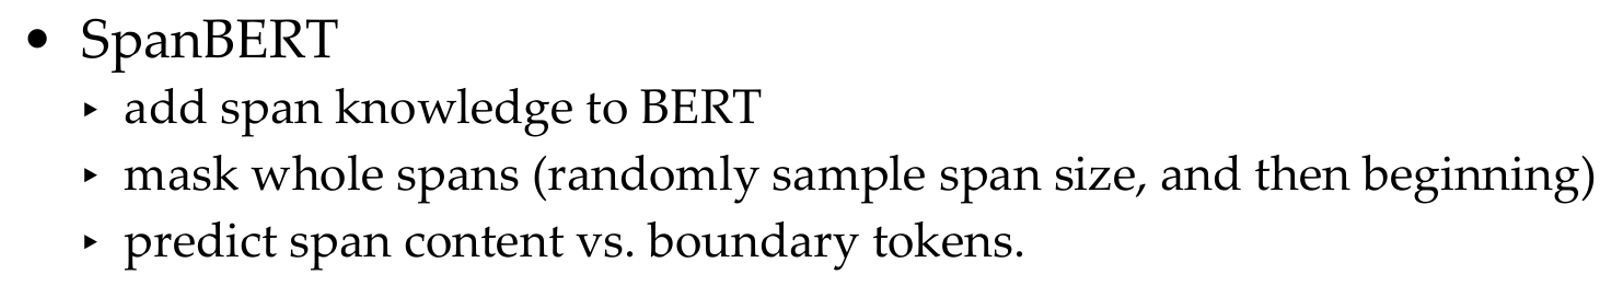 • SpanBERT
‣ add span knowledge to BERT
‣ mask whole spans (randomly sample span size, and then beginning)
‣ predict span content vs. boundary tokens.